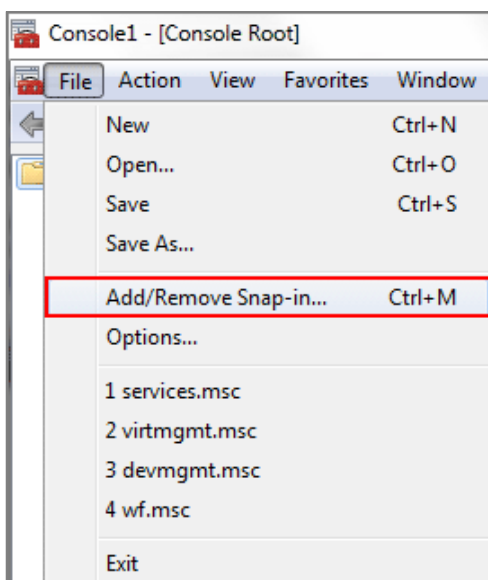 Console1 - [Console Root]
File Action View Favorites Window
New Ctrl+N
Open... Ctrl+O
Save Ctrl+S
Save As...
Add/Remove Snap-in... Ctrl+M
Options...
1 services.msc
2 virtmgmt.msc
3 devmgmt.msc
4 wf.msc
Exit